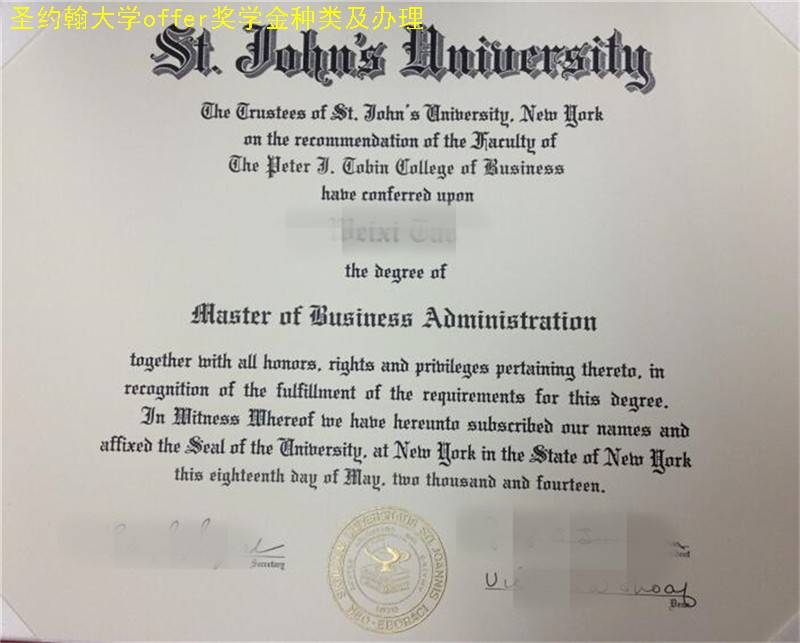 圣约翰大学offer奖学金种类及办理
St. John's University
The Trustees of St. John's University, New York
on the recommendation of the Faculty of
The Peter J. Tobin College of Business
have conferred upon
Weixi
the degree of
Master of Business Administration
together with all honors, rights and privileges pertaining thereto, in
recognition of the fulfillment of the requirements for this degree.
In Witness Whereof we have hereunto subscribed our names and
affixed the Seal of the University, at New York in the State of New York
this eighteenth day of May, two thousand and fourteen.
Secretary
Dean
1870
NEO-EBORACI